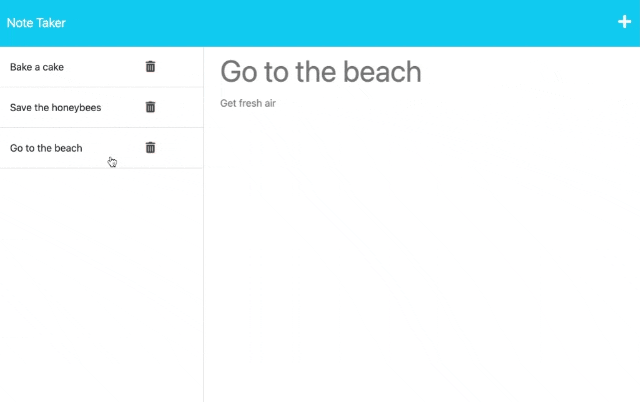 Note Taker
Bake a cake
Save the honeybees
Go to the beach
Go to the beach
Get fresh air